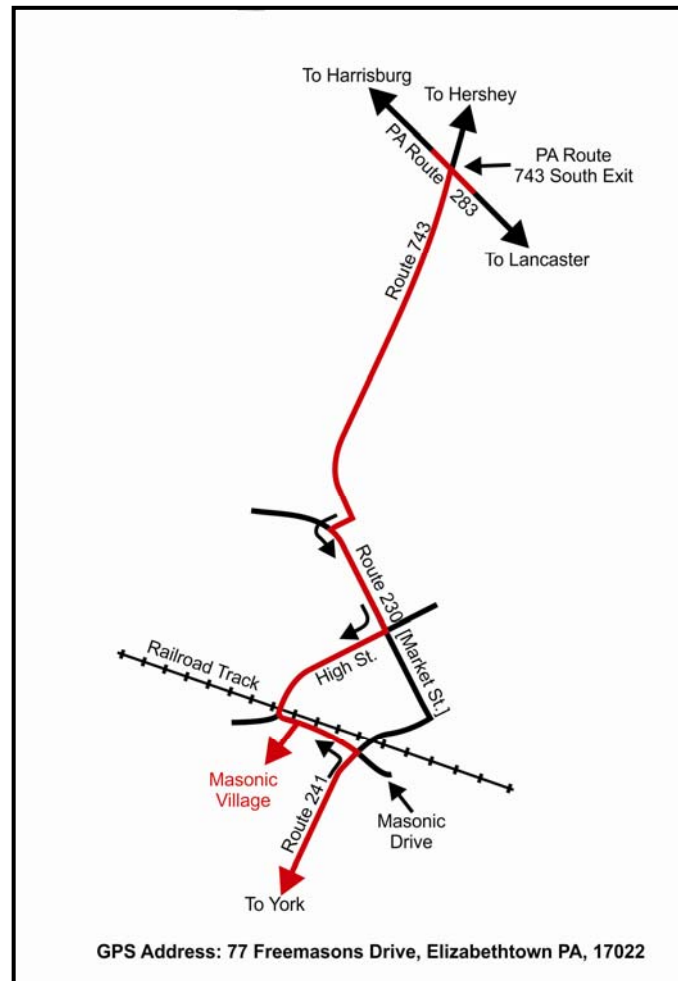 To Harrisburg
To Hershey
PA Route
283
PA Route
743 South Exit
To Lancaster
Route 743
Route 230 [Market St.]
High St.
Railroad Track
Masonic
Village
Route 241
Masonic
Drive
To York
GPS Address: 77 Freemasons Drive, Elizabethtown PA, 17022